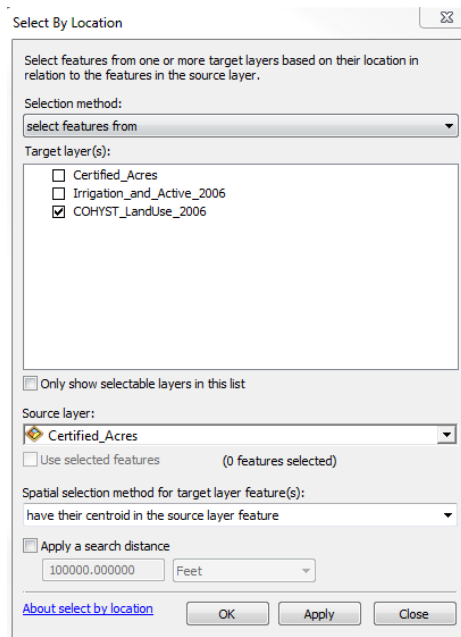 Select By Location
Select features from one or more target layers based on their location in
relation to the features in the source layer.
Selection method:
select features from
Target layer(s):
Certified_Acres
Irrigation_and_Active_2006
COHYST_LandUse_2006
Only show selectable layers in this list
Source layer:
Certified_Acres
Use selected features (0 features selected)
Spatial selection method for target layer feature(s):
have their centroid in the source layer feature
Apply a search distance
100000.000000 Feet
About select by location OK Apply Close